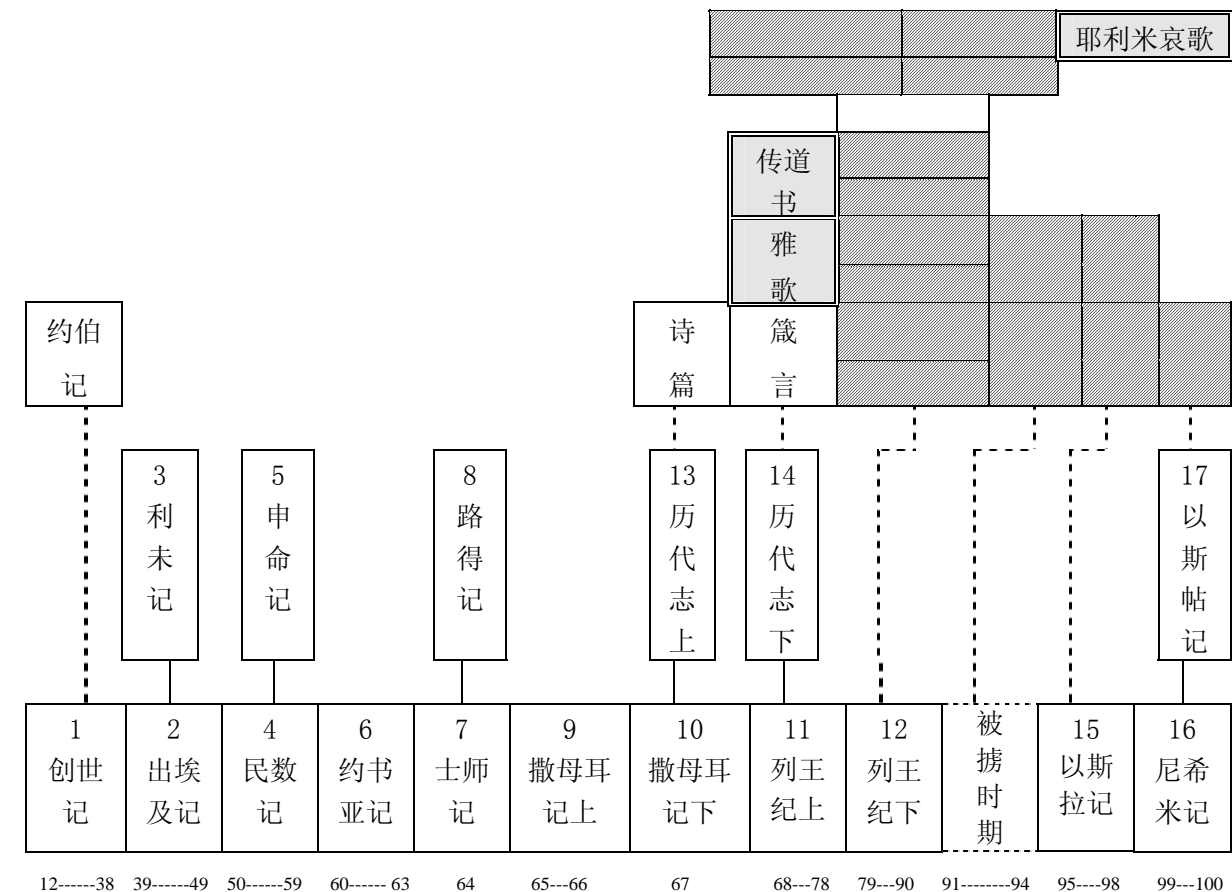 耶利米哀歌
传道
书
雅
歌
约伯
记
诗
篇
箴
言
3
利
未
记
5
申
命
记
8
路
得
记
13
历
代
志
上
14
历
代
志
下
17
以
斯
帖
记
1
创世
记
2
出埃
及记
4
民数
记
6
约书
亚记
7
士师
记
9
撒母耳
记上
10
撒母耳
记下
11
列王
纪上
12
列王
纪下
被
掳
时
期
15
以斯
拉记
16
尼希
米记
12------38 39------49 50------59 60------ 63 64 65---66 67 68---78 79---90 91--------94 95----98 99---100